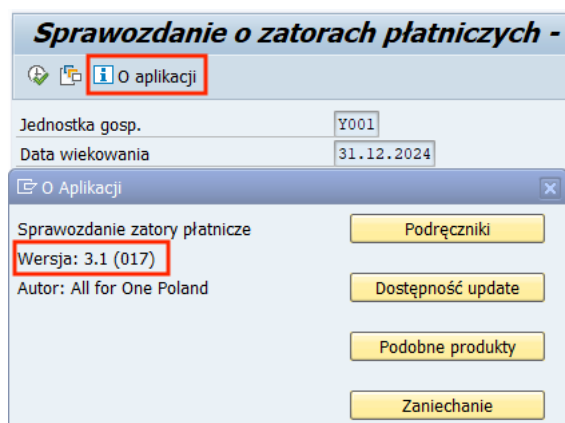 Sprawozdanie o zatorach płatniczych -
O aplikacji
Jednostka gosp. Y001
Data wiekowania 31.12.2024
O Aplikacji
Sprawozdanie zatory płatnicze Podręczniki
Wersja: 3.1 (017)
Autor: All for One Poland Dostępność update
Podobne produkty
Zaniechanie